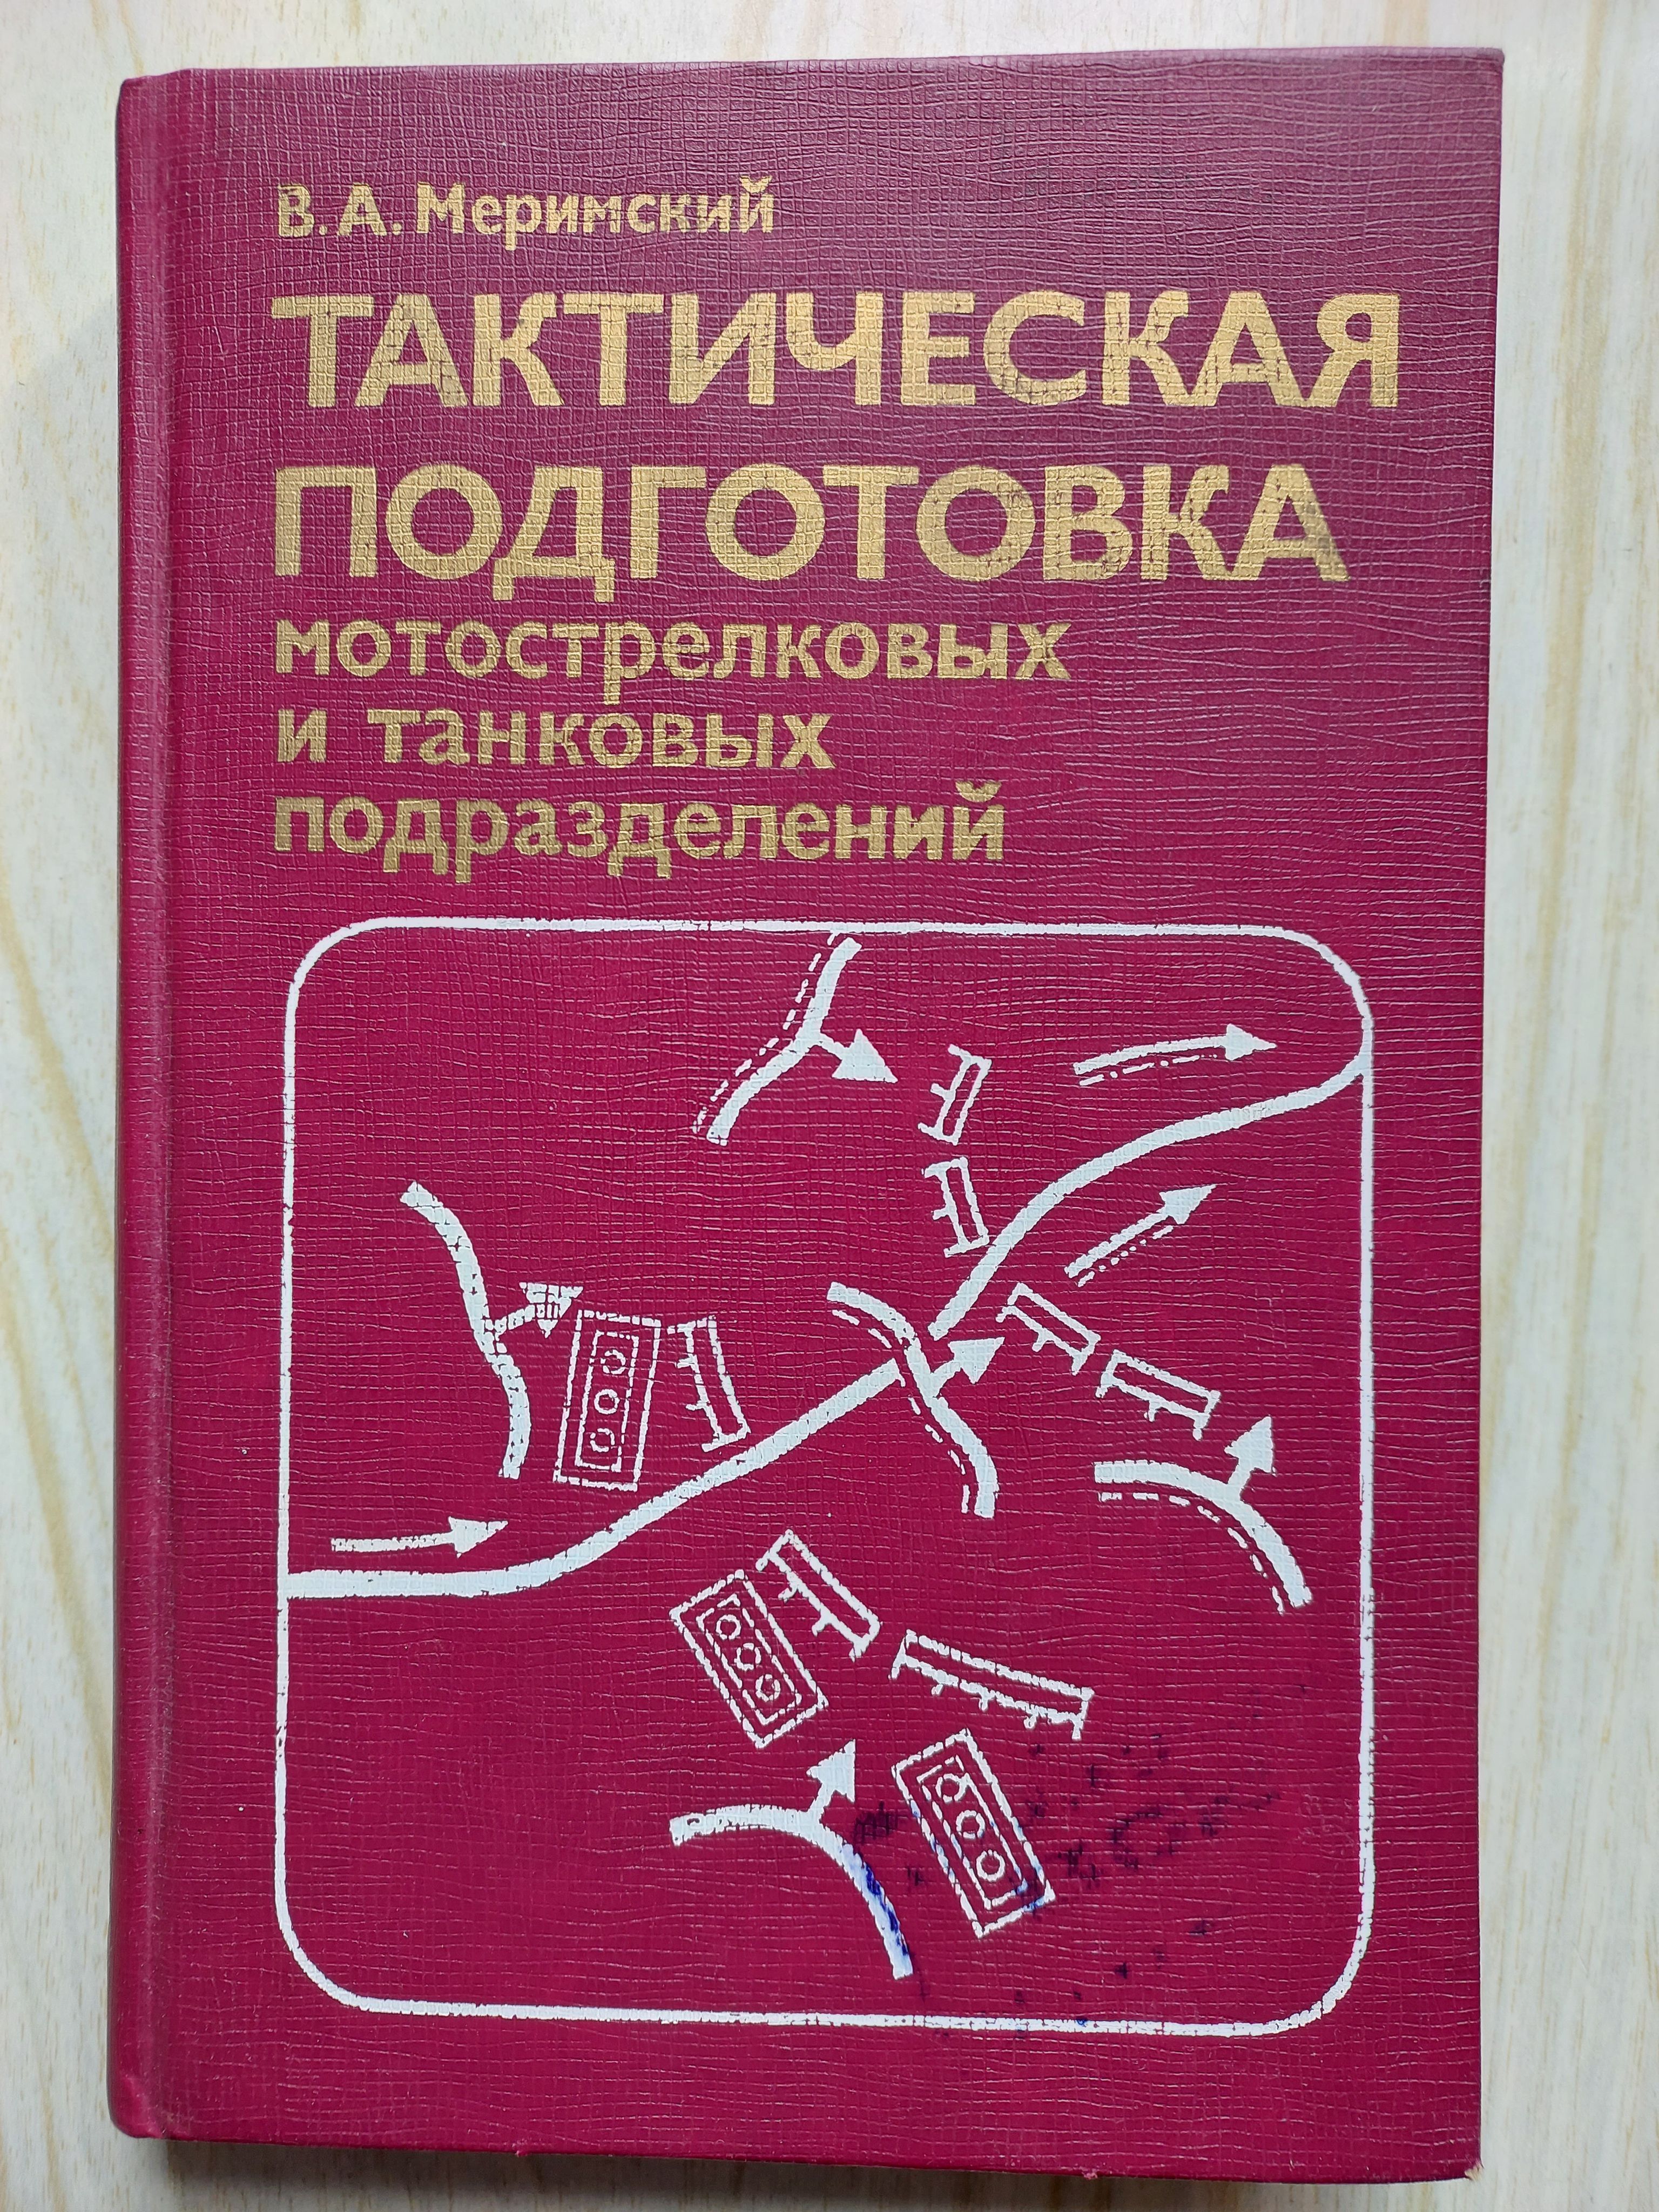 В. А. Меримский
ТАКТИЧЕСКАЯ
ПОДГОТОВКА
мотострелковых
и танковых
подразделений